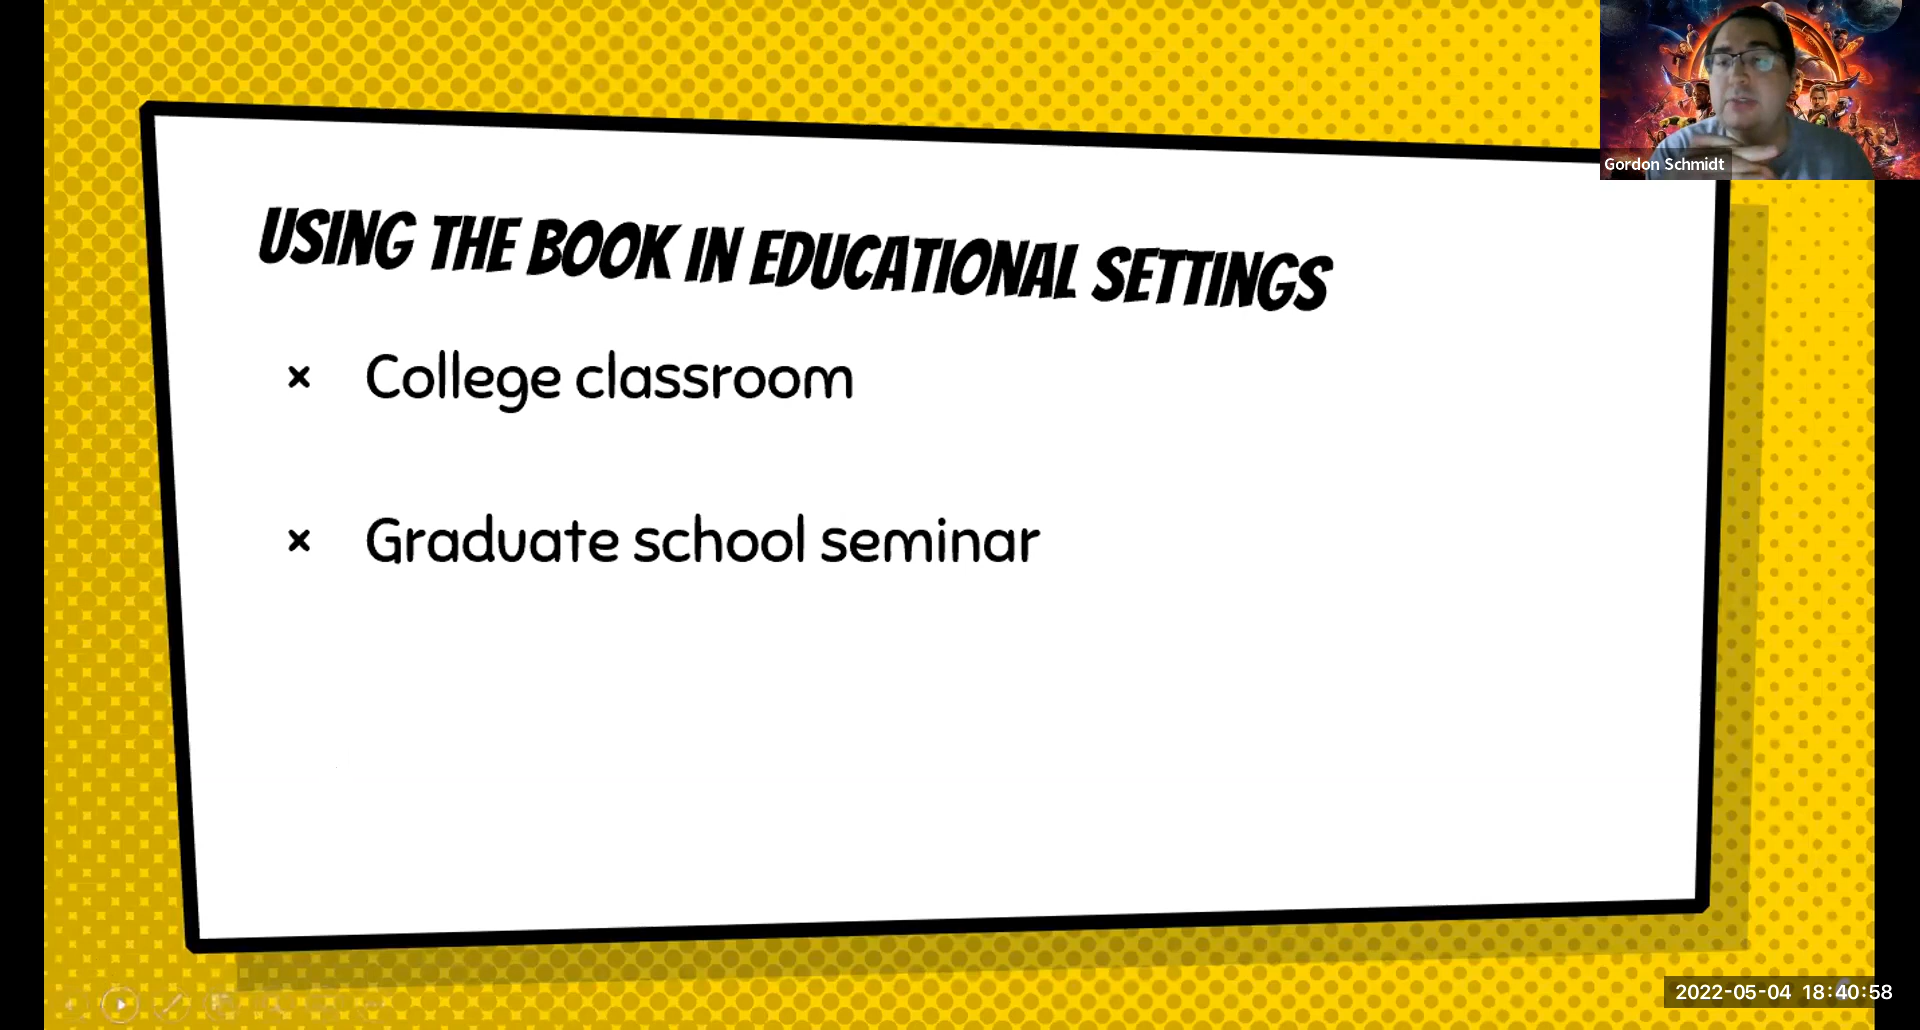 Gordon Schmidt
USING THE BOOK IN EDUCATIONAL SETTINGS
× College classroom
× Graduate school seminar
2022-05-04 18:40:58